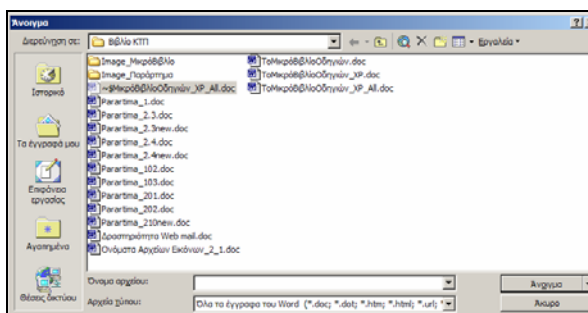 Άνοιγμα
Διερεύνηση σε: Βιβλίο ΚΤΠ Εργαλεία
Image_ΜικρόΒιβλίο
Image_Παράρτημα
~$ΜικρόΒιβλίοΟδηγιών_XP_All.doc
Parartima_1.doc
Parartima_2.3.doc
Parartima_2.3new.doc
Parartima_2.4.doc
Parartima_2.4new.doc
Parartima_102.doc
Parartima_103.doc
Parartima_201.doc
Parartima_202.doc
Parartima_210new.doc
Δραστηριότητα Web mail.doc
Ονόματα Αρχείων Εικόνων_2_1.doc
ΤοΜικρόΒιβλίοΟδηγιών.doc
ΤοΜικρόΒιβλίοΟδηγιών_XP.doc
ΤοΜικρόΒιβλίοΟδηγιών_XP_All.doc
Ιστορικό
Τα έγγραφά μου
Επιφάνεια
εργασίας
Αγαπημένα
Θέσεις δικτύου
Όνομα αρχείου: Άνοιγμα
Αρχεία τύπου: Όλα τα έγγραφα του Word (*.doc; *.dot; *.htm; *.html; *.url; Άκυρο